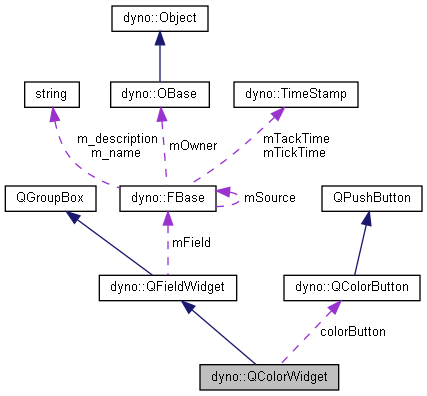 dyno::Object
string
dyno::OBase
dyno::TimeStamp
m_description
m_name
mOwner
mTackTime
mTickTime
QGroupBox
dyno::FBase
mSource
QPushButton
mField
dyno::QFieldWidget
dyno::QColorButton
colorButton
dyno::QColorWidget